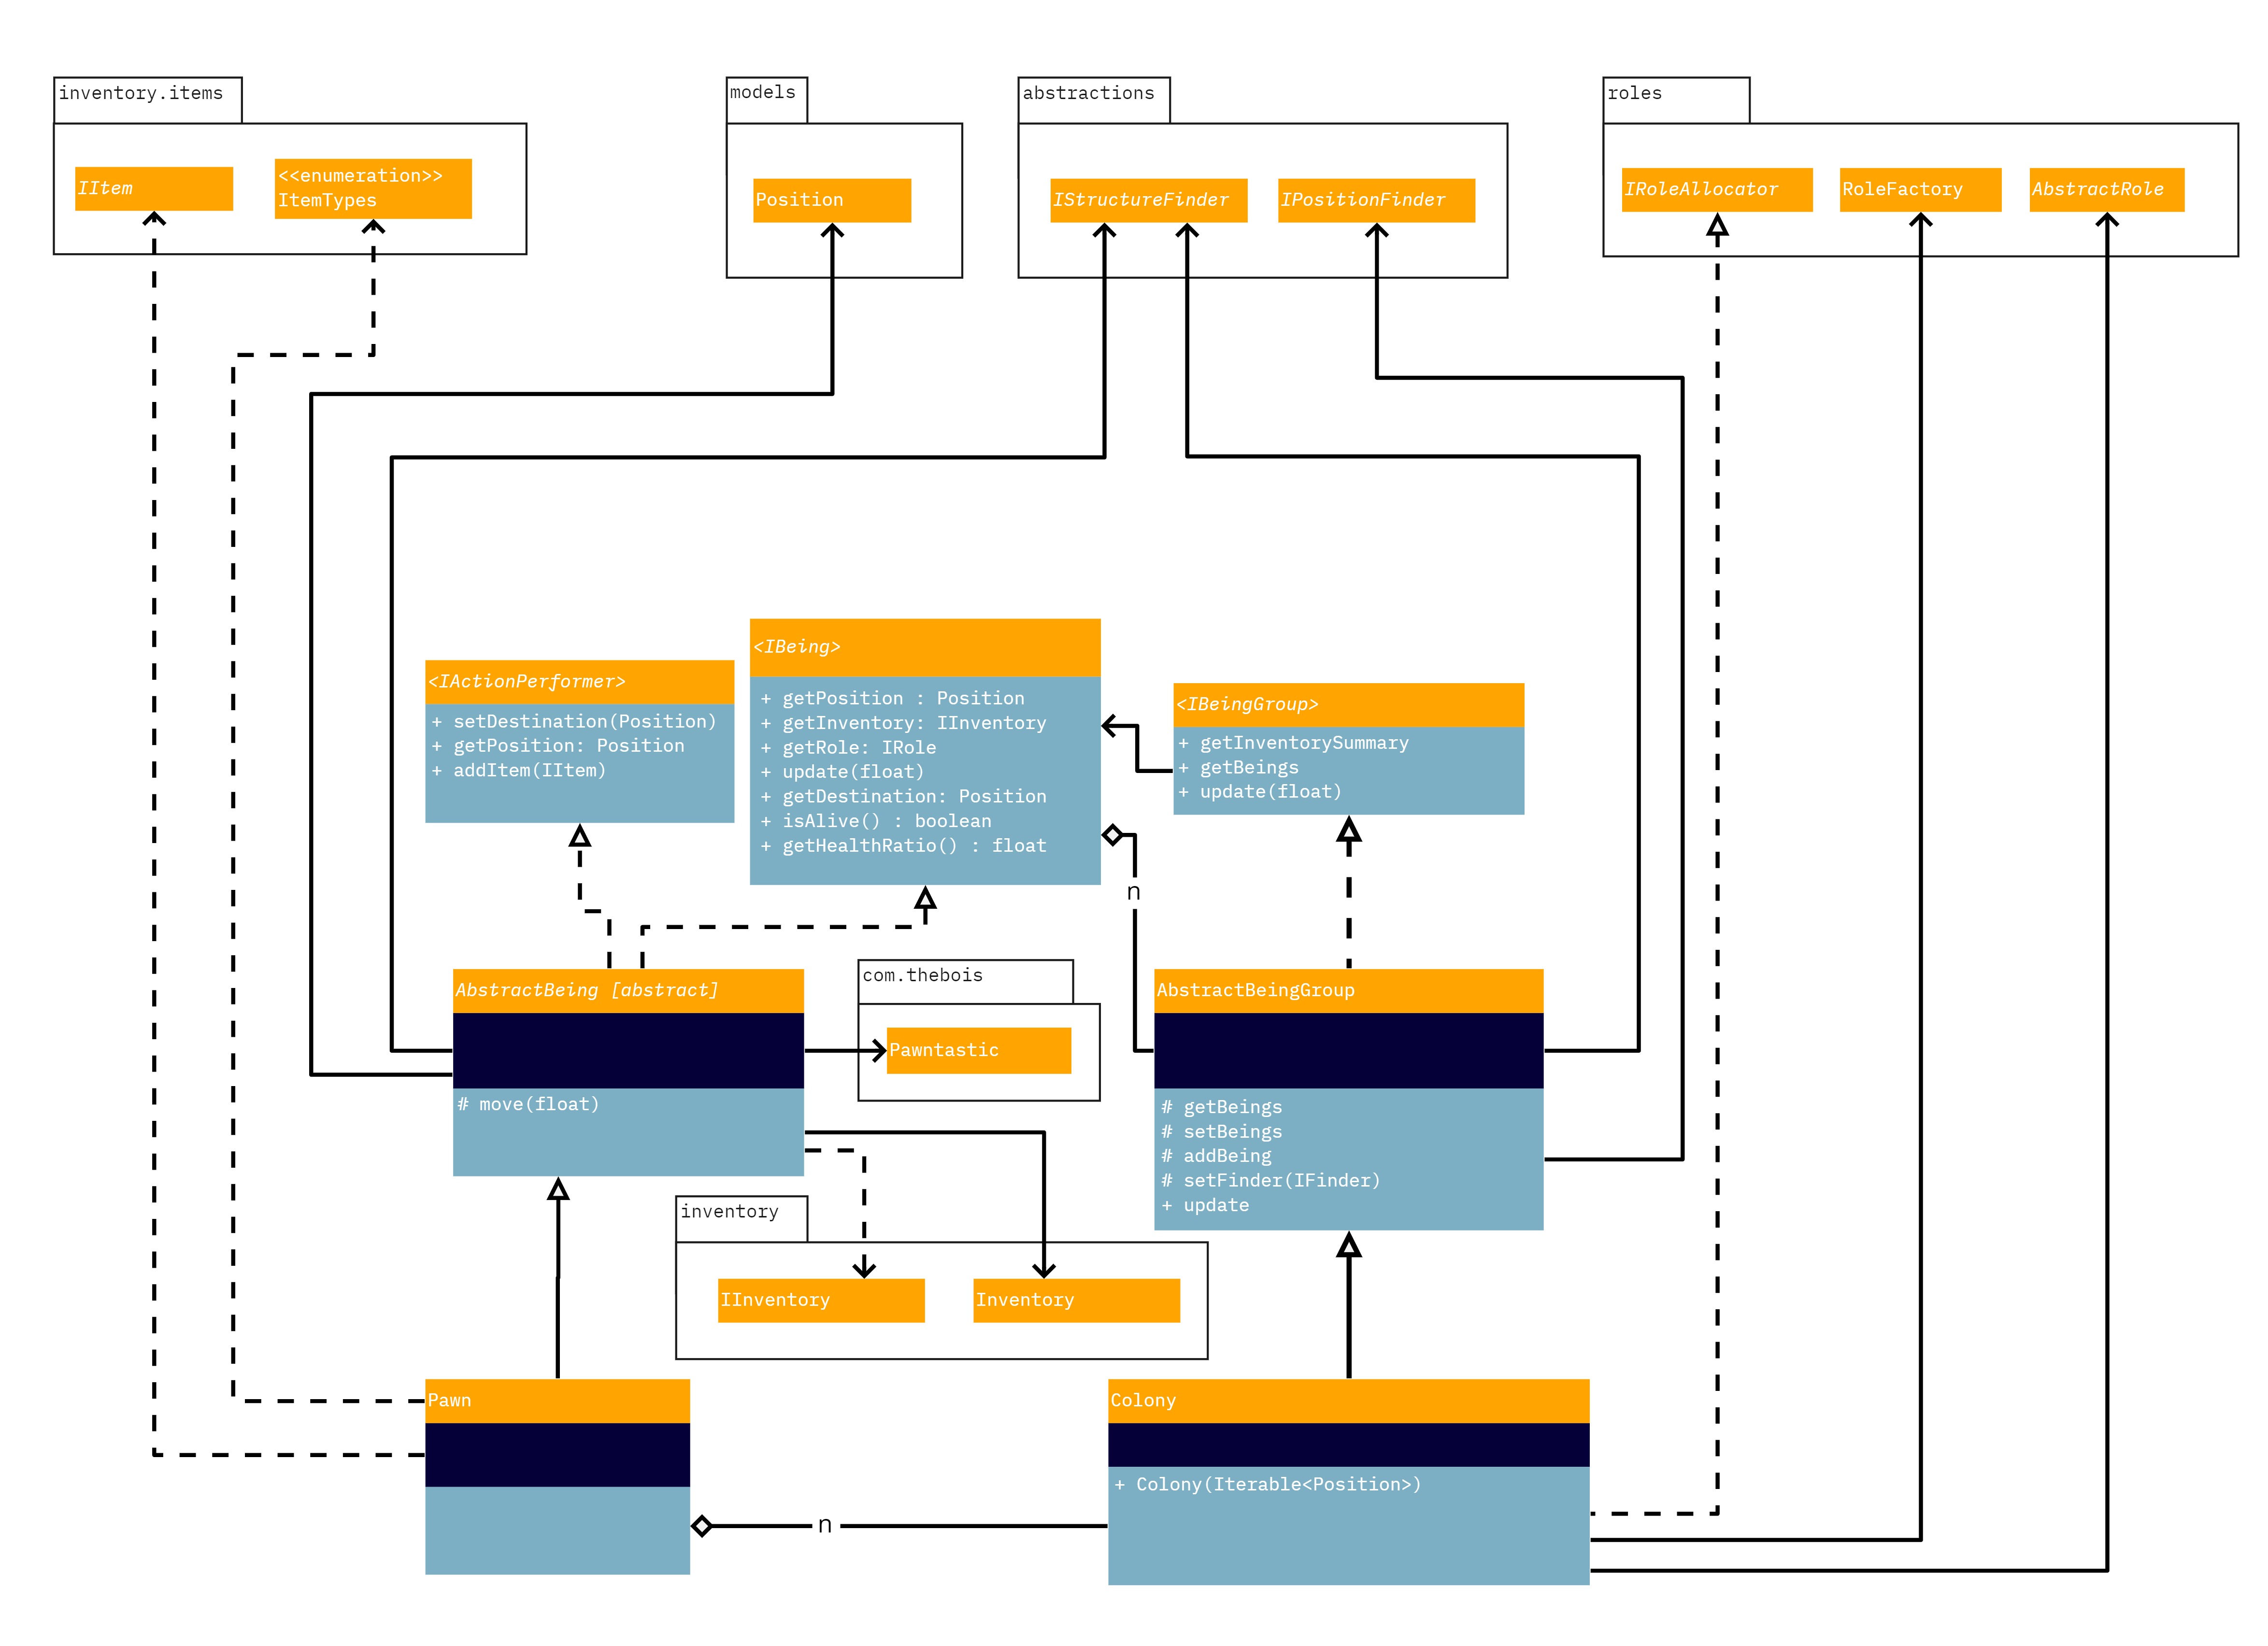 inventory.items
IItem
<<enumeration>>
ItemTypes
models
Position
abstractions
IStructureFinder
IPositionFinder
roles
IRoleAllocator
RoleFactory
AbstractRole
<IActionPerformer>
+ setDestination(Position)
+ getPosition: Position
+ addItem(IItem)
<IBeing>
+ getPosition : Position
+ getInventory: IInventory
+ getRole: IRole
+ update(float)
+ getDestination: Position
+ isAlive() : boolean
+ getHealthRatio() : float
<IBeingGroup>
+ getInventorySummary
+ getBeings
+ update(float)
n
AbstractBeing [abstract]
# move(float)
com.thebois
Pawntastic
AbstractBeingGroup
# getBeings
# setBeings
# addBeing
# setFinder(IFinder)
+ update
inventory
IInventory
Inventory
Pawn
n
Colony
+ Colony(Iterable<Position>)